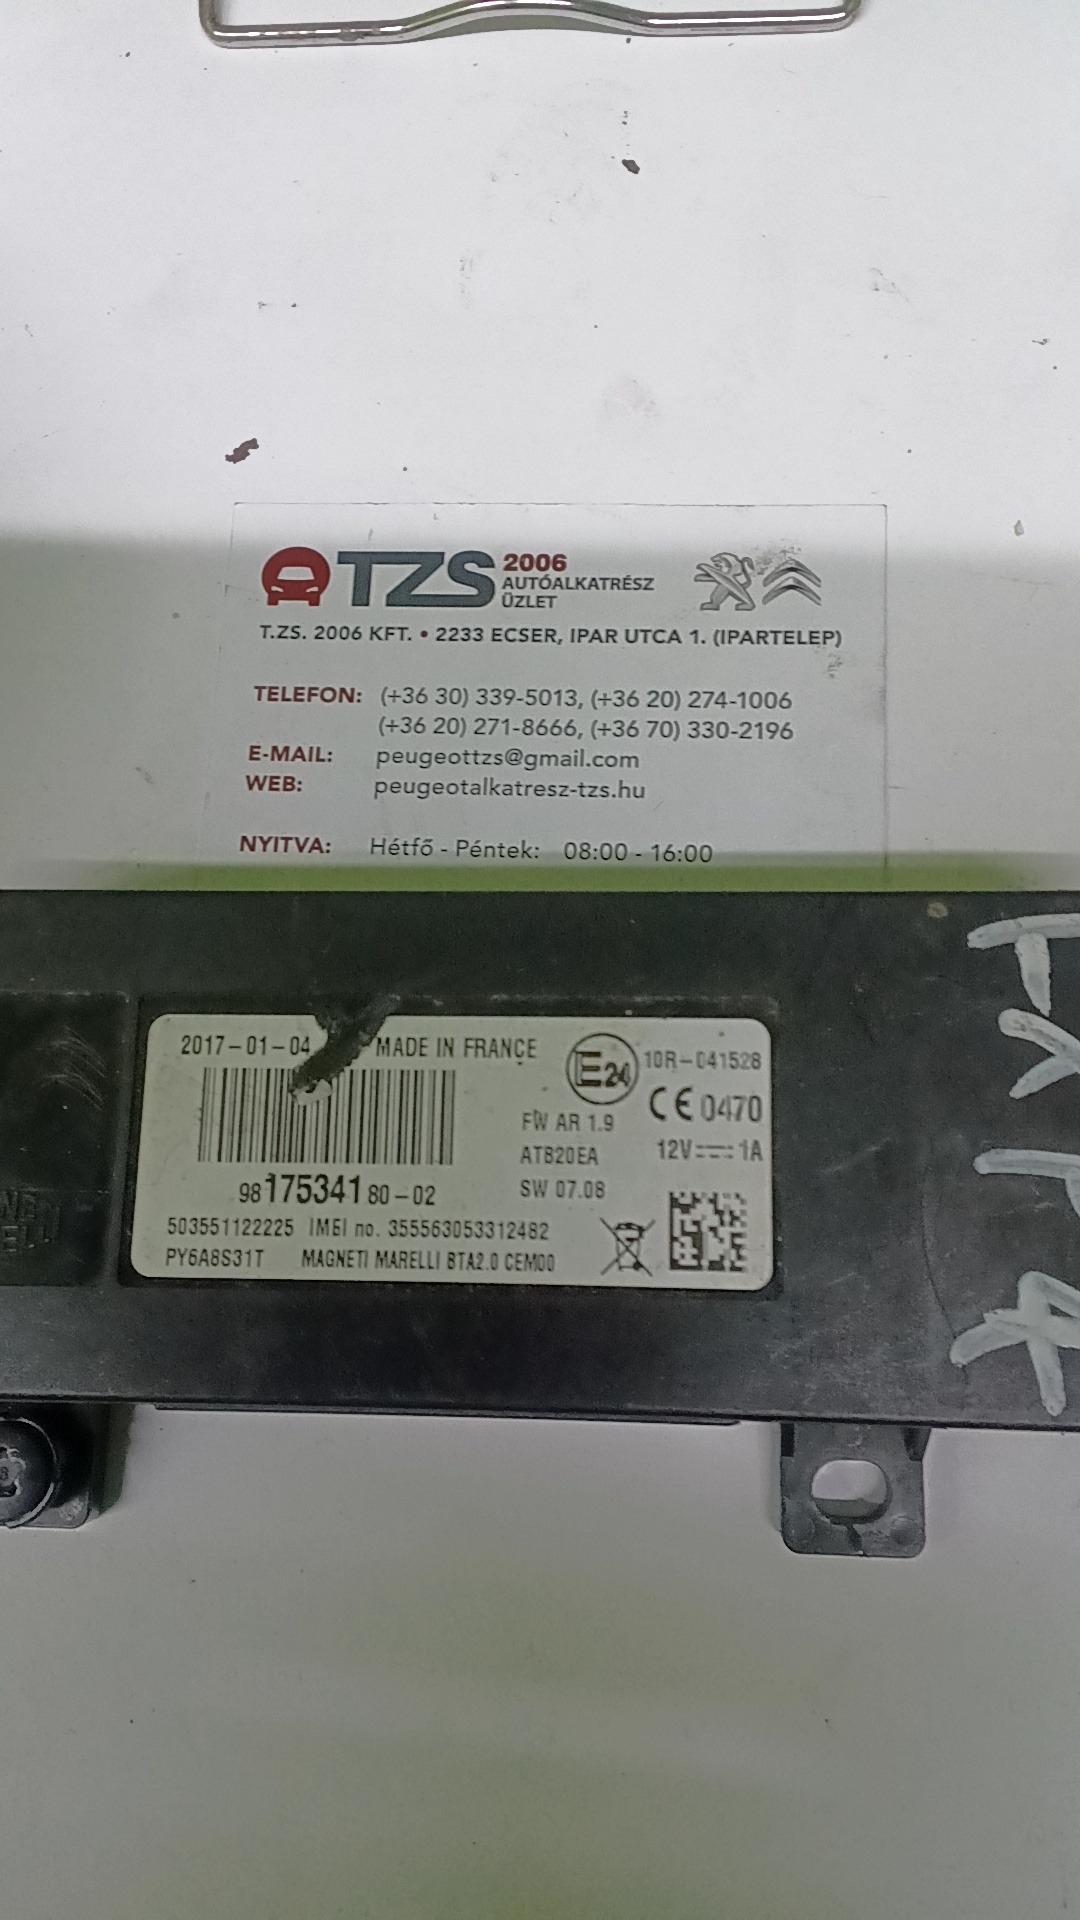 TZS 2006
AUTÓALKATRÉSZ
ÜZLET
T.ZS. 2006 KFT. • 2233 ECSER, IPAR UTCA 1. (IPARTELEP)
TELEFON: (+36 30) 339-5013, (+36 20) 274-1006
(+36 20) 271-8666, (+36 70) 330-2196
E-MAIL: peugeottzs@gmail.com
WEB: peugeotalkatresz-tzs.hu
NYITVA: Hétfő - Péntek: 08:00 - 16:00
2017-01-04 MADE IN FRANCE
E24 10R-041528
CE 0470
FW AR 1.9
ATB20EA 12V 1A
98 175341 80-02 SW 07.08
503551122225 IMEI no. 355563053312482
PY6A8S31T MAGNETI MARELLI BTA2.0 CEM00